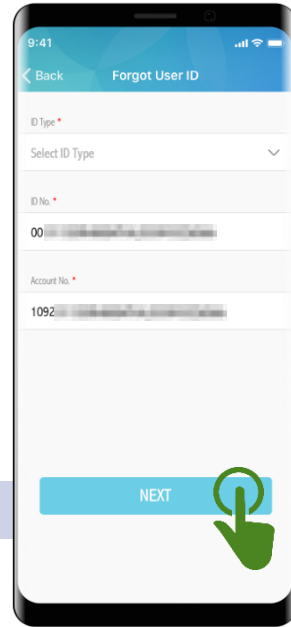 9:41
Back Forgot User ID
ID Type *
Select ID Type
ID No. *
00
Account No. *
1092
NEXT